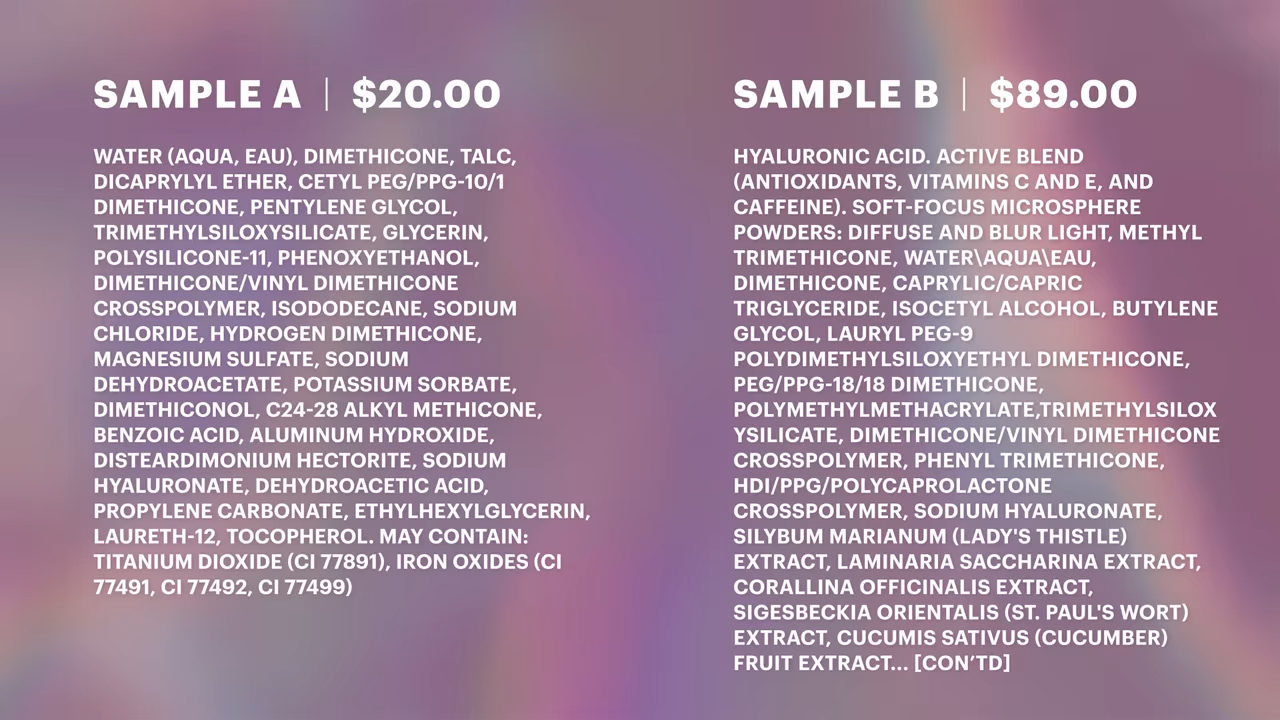 SAMPLE A | $20.00
WATER (AQUA, EAU), DIMETHICONE, TALC,
DICAPRYLYL ETHER, CETYL PEG/PPG-10/1
DIMETHICONE, PENTYLENE GLYCOL,
TRIMETHYLSILOXYSILICATE, GLYCERIN,
POLYSILICONE-11, PHENOXYETHANOL,
DIMETHICONE/VINYL DIMETHICONE
CROSSPOLYMER, ISODODECANE, SODIUM
CHLORIDE, HYDROGEN DIMETHICONE,
MAGNESIUM SULFATE, SODIUM
DEHYDROACETATE, POTASSIUM SORBATE,
DIMETHICONOL, C24-28 ALKYL METHICONE,
BENZOIC ACID, ALUMINUM HYDROXIDE,
DISTEARDIMONIUM HECTORITE, SODIUM
HYALURONATE, DEHYDROACETIC ACID,
PROPYLENE CARBONATE, ETHYLHEXYLGLYCERIN,
LAURETH-12, TOCOPHEROL. MAY CONTAIN:
TITANIUM DIOXIDE (CI 77891), IRON OXIDES (CI
77491, CI 77492, CI 77499)
SAMPLE B | $89.00
HYALURONIC ACID. ACTIVE BLEND
(ANTIOXIDANTS, VITAMINS C AND E, AND
CAFFEINE). SOFT-FOCUS MICROSPHERE
POWDERS: DIFFUSE AND BLUR LIGHT, METHYL
TRIMETHICONE, WATER\AQUA\EAU,
DIMETHICONE, CAPRYLIC/CAPRIC
TRIGLYCERIDE, ISOCETYL ALCOHOL, BUTYLENE
GLYCOL, LAURYL PEG-9
POLYDIMETHYLSILOXYETHYL DIMETHICONE,
PEG/PPG-18/18 DIMETHICONE,
POLYMETHYLMETHACRYLATE,TRIMETHYLSILOX
YSILICATE, DIMETHICONE/VINYL DIMETHICONE
CROSSPOLYMER, PHENYL TRIMETHICONE,
HDI/PPG/POLYCAPROLACTONE
CROSSPOLYMER, SODIUM HYALURONATE,
SILYBUM MARIANUM (LADY'S THISTLE)
EXTRACT, LAMINARIA SACCHARINA EXTRACT,
CORALLINA OFFICINALIS EXTRACT,
SIGESBECKIA ORIENTALIS (ST. PAUL'S WORT)
EXTRACT, CUCUMIS SATIVUS (CUCUMBER)
FRUIT EXTRACT... [CON’TD]